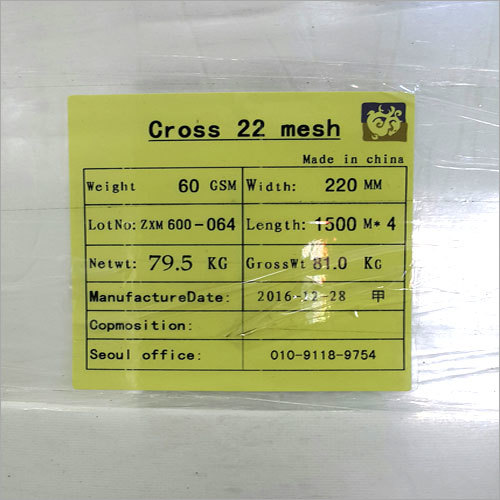 Cross 22 mesh
Made in china
Weight 60 GSM Width: 220 MM
LotNo: ZXM 600-064 Length: 1500 M* 4
Netwt: 79.5 KG GrossWt 81.0 KG
ManufactureDate: 2016-12-28 甲
Copmosition:
Seoul office: 010-9118-9754